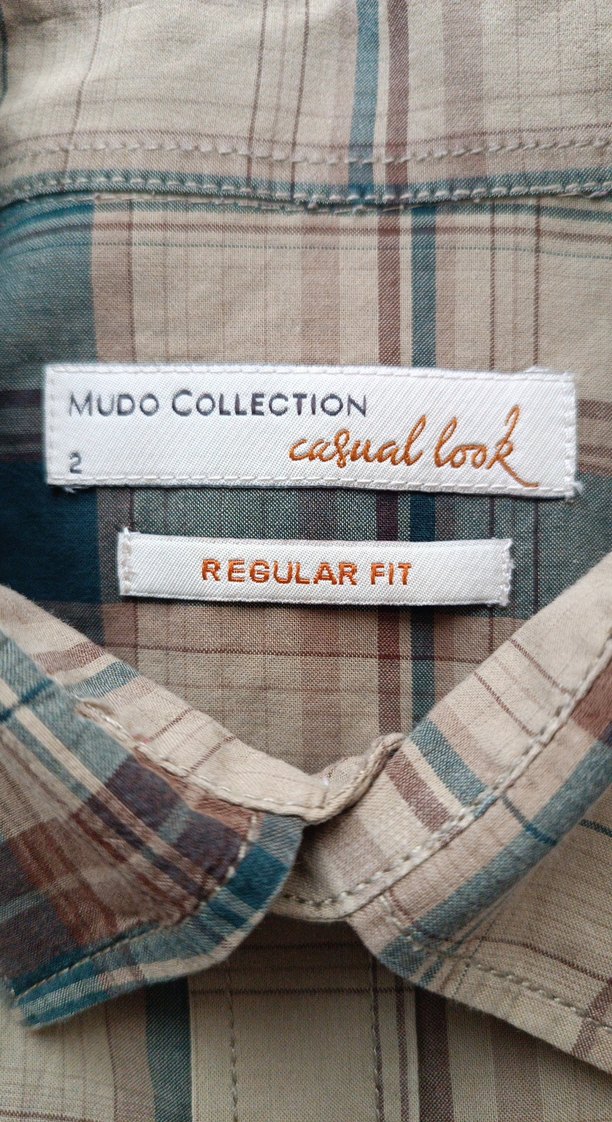 MUDO COLLECTION
casual look
2
REGULAR FIT